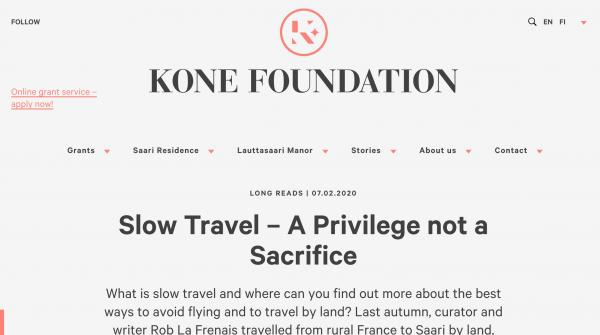 FOLLOW
EN FI
KONE FOUNDATION
Online grant service –
apply now!
Grants Saari Residence Lauttasaari Manor Stories About us Contact
LONG READS | 07.02.2020
Slow Travel – A Privilege not a
Sacrifice
What is slow travel and where can you find out more about the best
ways to avoid flying and to travel by land? Last autumn, curator and
writer Rob La Frenais travelled from rural France to Saari by land.